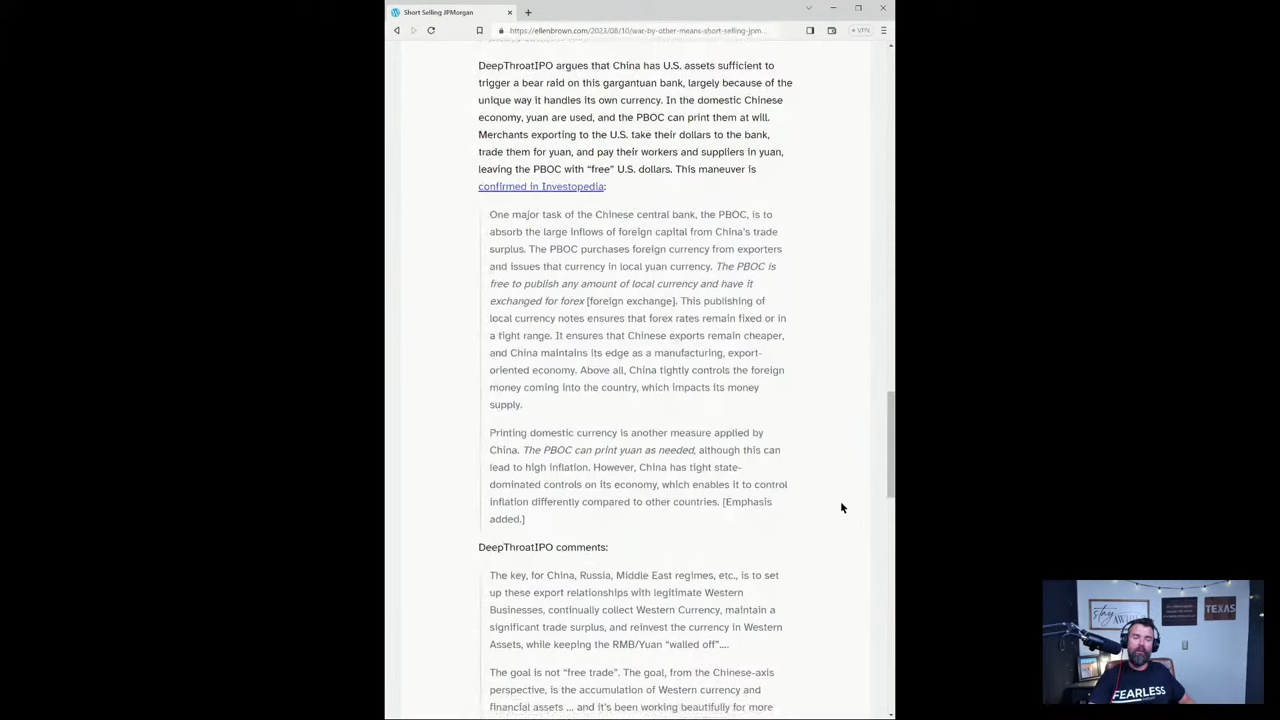 Short Selling JPMorgan
https://ellenbrown.com/2023/08/10/war-by-other-means-short-selling-jpm...
VPN
DeepThroatIPO argues that China has U.S. assets sufficient to
trigger a bear raid on this gargantuan bank, largely because of the
unique way it handles its own currency. In the domestic Chinese
economy, yuan are used, and the PBOC can print them at will.
Merchants exporting to the U.S. take their dollars to the bank,
trade them for yuan, and pay their workers and suppliers in yuan,
leaving the PBOC with “free” U.S. dollars. This maneuver is
confirmed in Investopedia:
One major task of the Chinese central bank, the PBOC, is to
absorb the large inflows of foreign capital from China’s trade
surplus. The PBOC purchases foreign currency from exporters
and issues that currency in local yuan currency. The PBOC is
free to publish any amount of local currency and have it
exchanged for forex [foreign exchange]. This publishing of
local currency notes ensures that forex rates remain fixed or in
a tight range. It ensures that Chinese exports remain cheaper,
and China maintains its edge as a manufacturing, export-
oriented economy. Above all, China tightly controls the foreign
money coming into the country, which impacts its money
supply.
Printing domestic currency is another measure applied by
China. The PBOC can print yuan as needed, although this can
lead to high inflation. However, China has tight state-
dominated controls on its economy, which enables it to control
inflation differently compared to other countries. [Emphasis
added.]
DeepThroatIPO comments:
The key, for China, Russia, Middle East regimes, etc., is to set
up these export relationships with legitimate Western
Businesses, continually collect Western Currency, maintain a
significant trade surplus, and reinvest the currency in Western
Assets, while keeping the RMB/Yuan “walled off”….
The goal is not “free trade”. The goal, from the Chinese-axis
perspective, is the accumulation of Western currency and
financial assets … and it’s been working beautifully for more
stay
TEXAS
FEARLESS